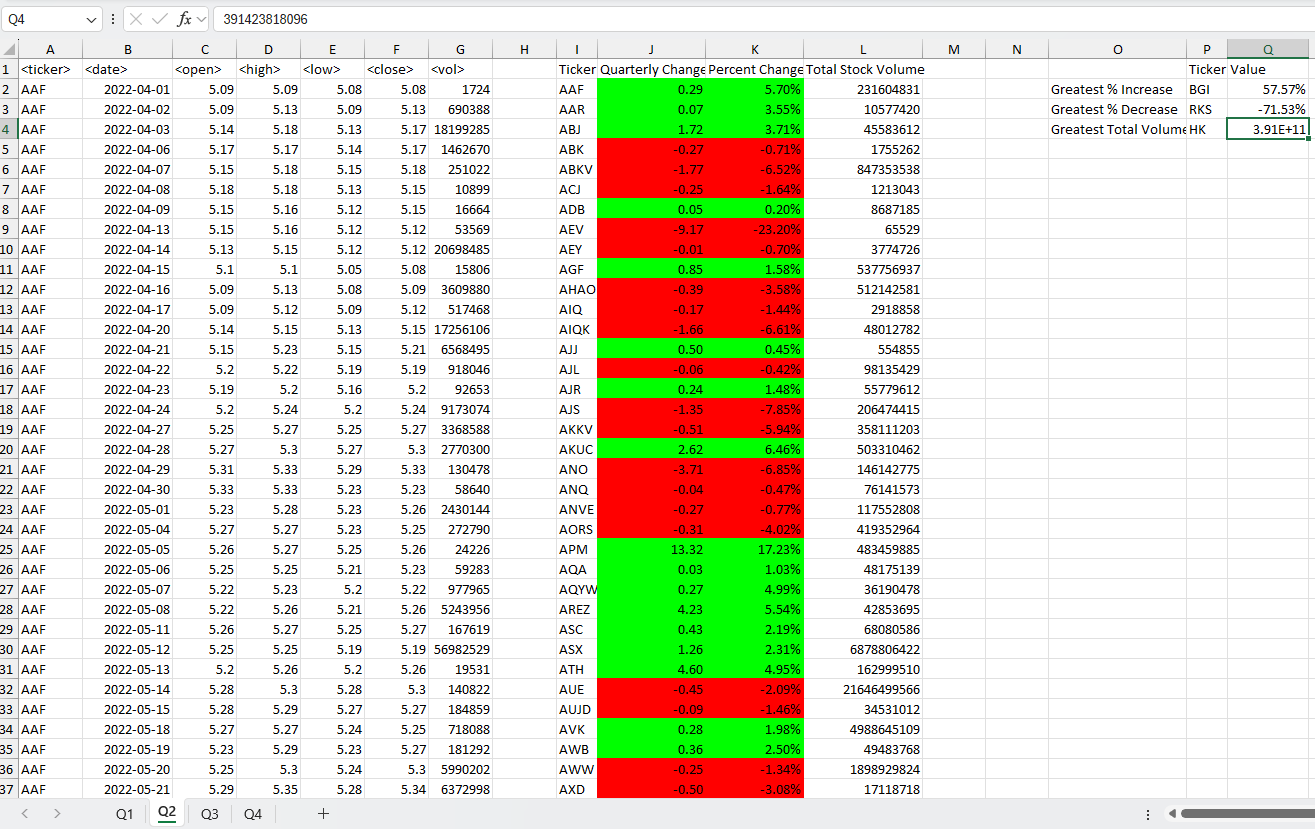 Q4 fx 391423818096
A B C D E F G H I J K L M N O P Q
1 <ticker> <date> <open> <high> <low> <close> <vol> Ticker Quarterly Change Percent Change Total Stock Volume Ticker Value
2 AAF 2022-04-01 5.09 5.09 5.08 5.08 1724 AAF 0.29 5.70% 231604831 Greatest % Increase BGI 57.57%
3 AAF 2022-04-02 5.09 5.13 5.09 5.13 690388 AAR 0.07 3.55% 10577420 Greatest % Decrease RKS -71.53%
4 AAF 2022-04-03 5.14 5.18 5.13 5.17 18199285 ABJ 1.72 3.71% 45583612 Greatest Total Volume HK 3.91E+11
5 AAF 2022-04-06 5.17 5.17 5.14 5.17 1462670 ABK -0.27 -0.71% 1755262
6 AAF 2022-04-07 5.15 5.18 5.15 5.18 251022 ABKV -1.77 -6.52% 847353538
7 AAF 2022-04-08 5.18 5.18 5.13 5.15 10899 ACJ -0.25 -1.64% 1213043
8 AAF 2022-04-09 5.15 5.16 5.12 5.15 16664 ADB 0.05 0.20% 8687185
9 AAF 2022-04-13 5.15 5.16 5.12 5.12 53569 AEV -9.17 -23.20% 65529
10 AAF 2022-04-14 5.13 5.15 5.12 5.12 20698485 AEY -0.01 -0.70% 3774726
11 AAF 2022-04-15 5.1 5.1 5.05 5.08 15806 AGF 0.85 1.58% 537756937
12 AAF 2022-04-16 5.09 5.13 5.08 5.09 3609880 AHAO -0.39 -3.58% 512142581
13 AAF 2022-04-17 5.09 5.12 5.09 5.12 517468 AIQ -0.17 -1.44% 2918858
14 AAF 2022-04-20 5.14 5.15 5.13 5.15 17256106 AIQK -1.66 -6.61% 48012782
15 AAF 2022-04-21 5.15 5.23 5.15 5.21 6568495 AJJ 0.50 0.45% 554855
16 AAF 2022-04-22 5.2 5.22 5.19 5.19 918046 AJL -0.06 -0.42% 98135429
17 AAF 2022-04-23 5.19 5.2 5.16 5.2 92653 AJR 0.24 1.48% 55779612
18 AAF 2022-04-24 5.2 5.24 5.2 5.24 9173074 AJS -1.35 -7.85% 206474415
19 AAF 2022-04-27 5.25 5.27 5.25 5.27 3368588 AKKV -0.51 -5.94% 358111203
20 AAF 2022-04-28 5.27 5.3 5.27 5.3 2770300 AKUC 2.62 6.46% 503310462
21 AAF 2022-04-29 5.31 5.33 5.29 5.33 130478 ANO -3.71 -6.85% 146142775
22 AAF 2022-04-30 5.33 5.33 5.23 5.23 58640 ANQ -0.04 -0.47% 76141573
23 AAF 2022-05-01 5.23 5.28 5.23 5.26 2430144 ANVE -0.27 -0.77% 117552808
24 AAF 2022-05-04 5.27 5.27 5.23 5.25 272790 AORS -0.31 -4.02% 419352964
25 AAF 2022-05-05 5.26 5.27 5.25 5.26 24226 APM 13.32 17.23% 483459885
26 AAF 2022-05-06 5.25 5.25 5.21 5.23 59283 AQA 0.03 1.03% 48175139
27 AAF 2022-05-07 5.22 5.23 5.2 5.22 977965 AQYW 0.27 4.99% 36190478
28 AAF 2022-05-08 5.22 5.26 5.21 5.26 5243956 AREZ 4.23 5.54% 42853695
29 AAF 2022-05-11 5.26 5.27 5.25 5.27 167619 ASC 0.43 2.19% 68080586
30 AAF 2022-05-12 5.25 5.25 5.19 5.19 56982529 ASX 1.26 2.31% 6878806422
31 AAF 2022-05-13 5.2 5.26 5.2 5.26 19531 ATH 4.60 4.95% 162999510
32 AAF 2022-05-14 5.28 5.3 5.28 5.3 140822 AUE -0.45 -2.09% 21646499566
33 AAF 2022-05-15 5.28 5.29 5.27 5.27 184859 AUJD -0.09 -1.46% 34531012
34 AAF 2022-05-18 5.27 5.27 5.24 5.25 718088 AVK 0.28 1.98% 4988645109
35 AAF 2022-05-19 5.23 5.29 5.23 5.27 181292 AWB 0.36 2.50% 49483768
36 AAF 2022-05-20 5.25 5.3 5.24 5.3 5990202 AWW -0.25 -1.34% 1898929824
37 AAF 2022-05-21 5.29 5.35 5.28 5.34 6372998 AXD -0.50 -3.08% 17118718
Q1 Q2 Q3 Q4 +